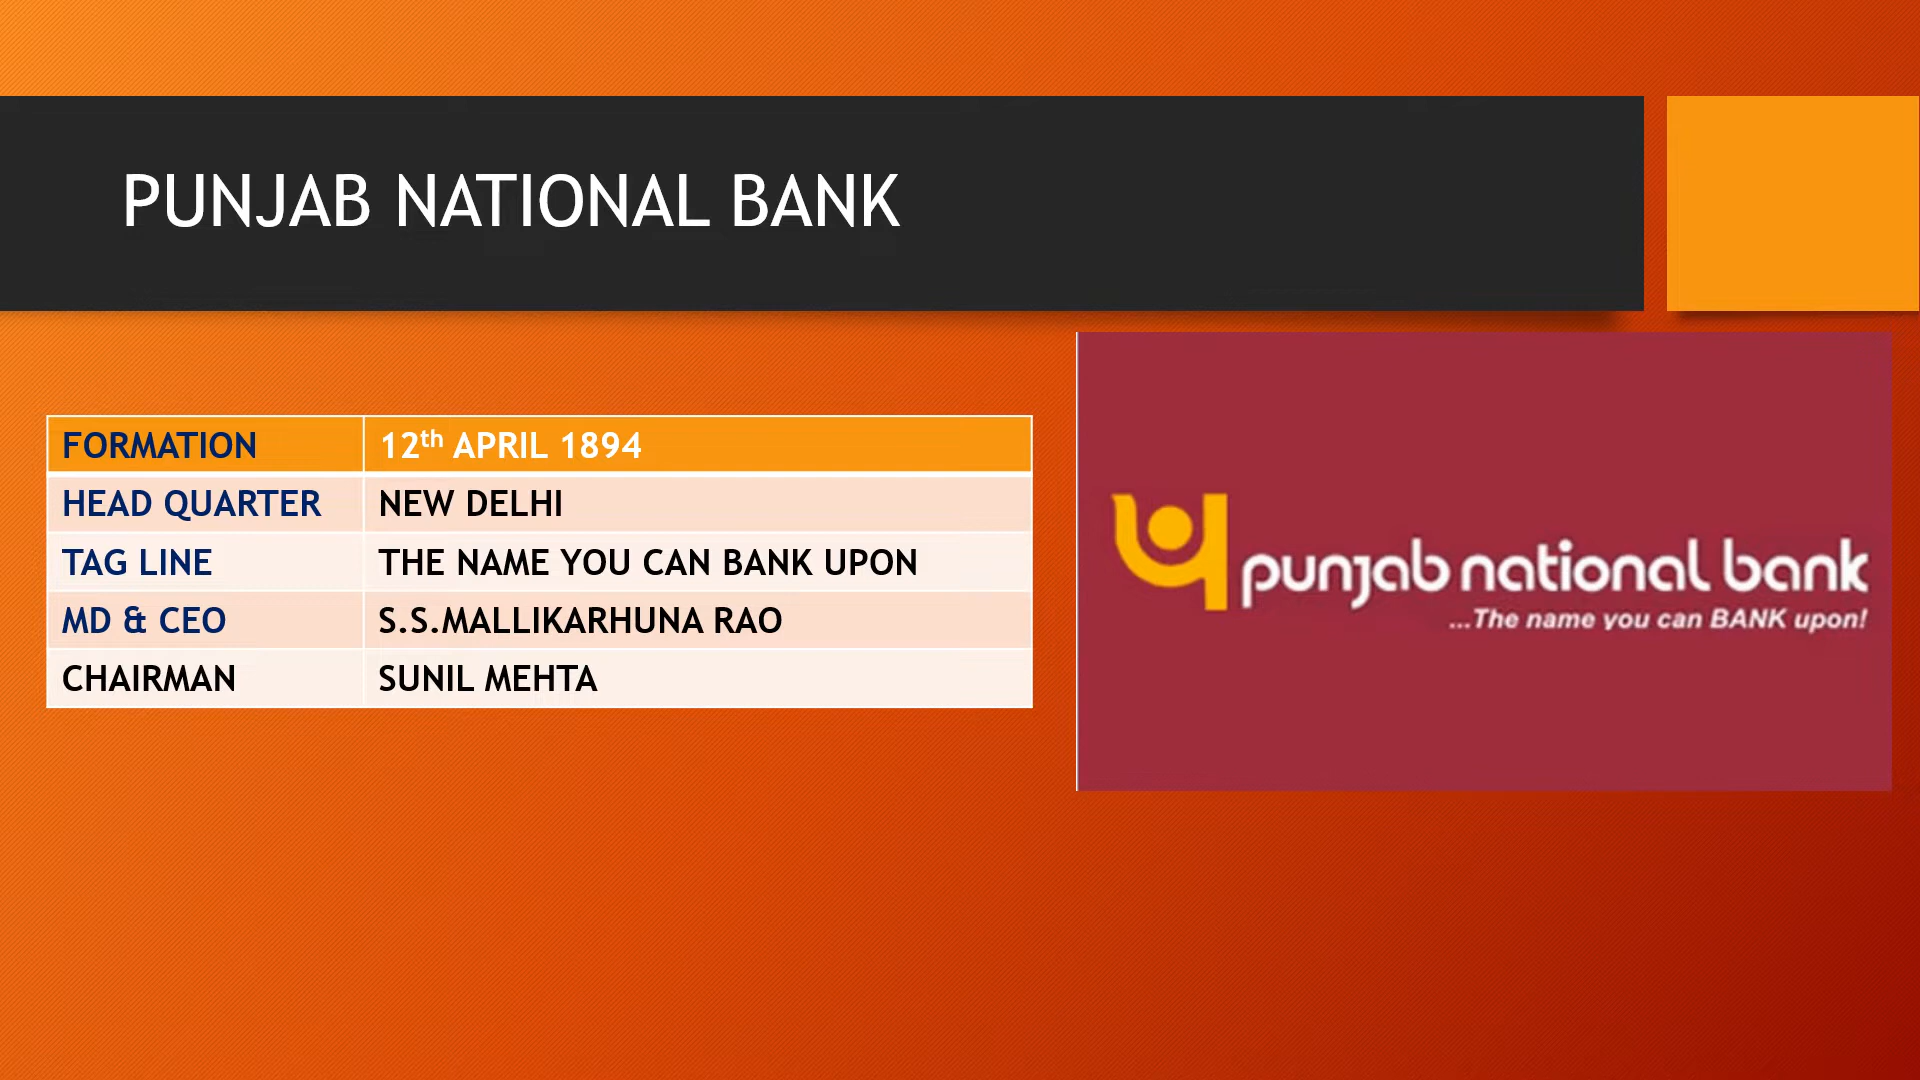 PUNJAB NATIONAL BANK
FORMATION 12th APRIL 1894
HEAD QUARTER NEW DELHI
TAG LINE THE NAME YOU CAN BANK UPON
MD & CEO S.S.MALLIKARHUNA RAO
CHAIRMAN SUNIL MEHTA
punjab national bank
...The name you can BANK upon!